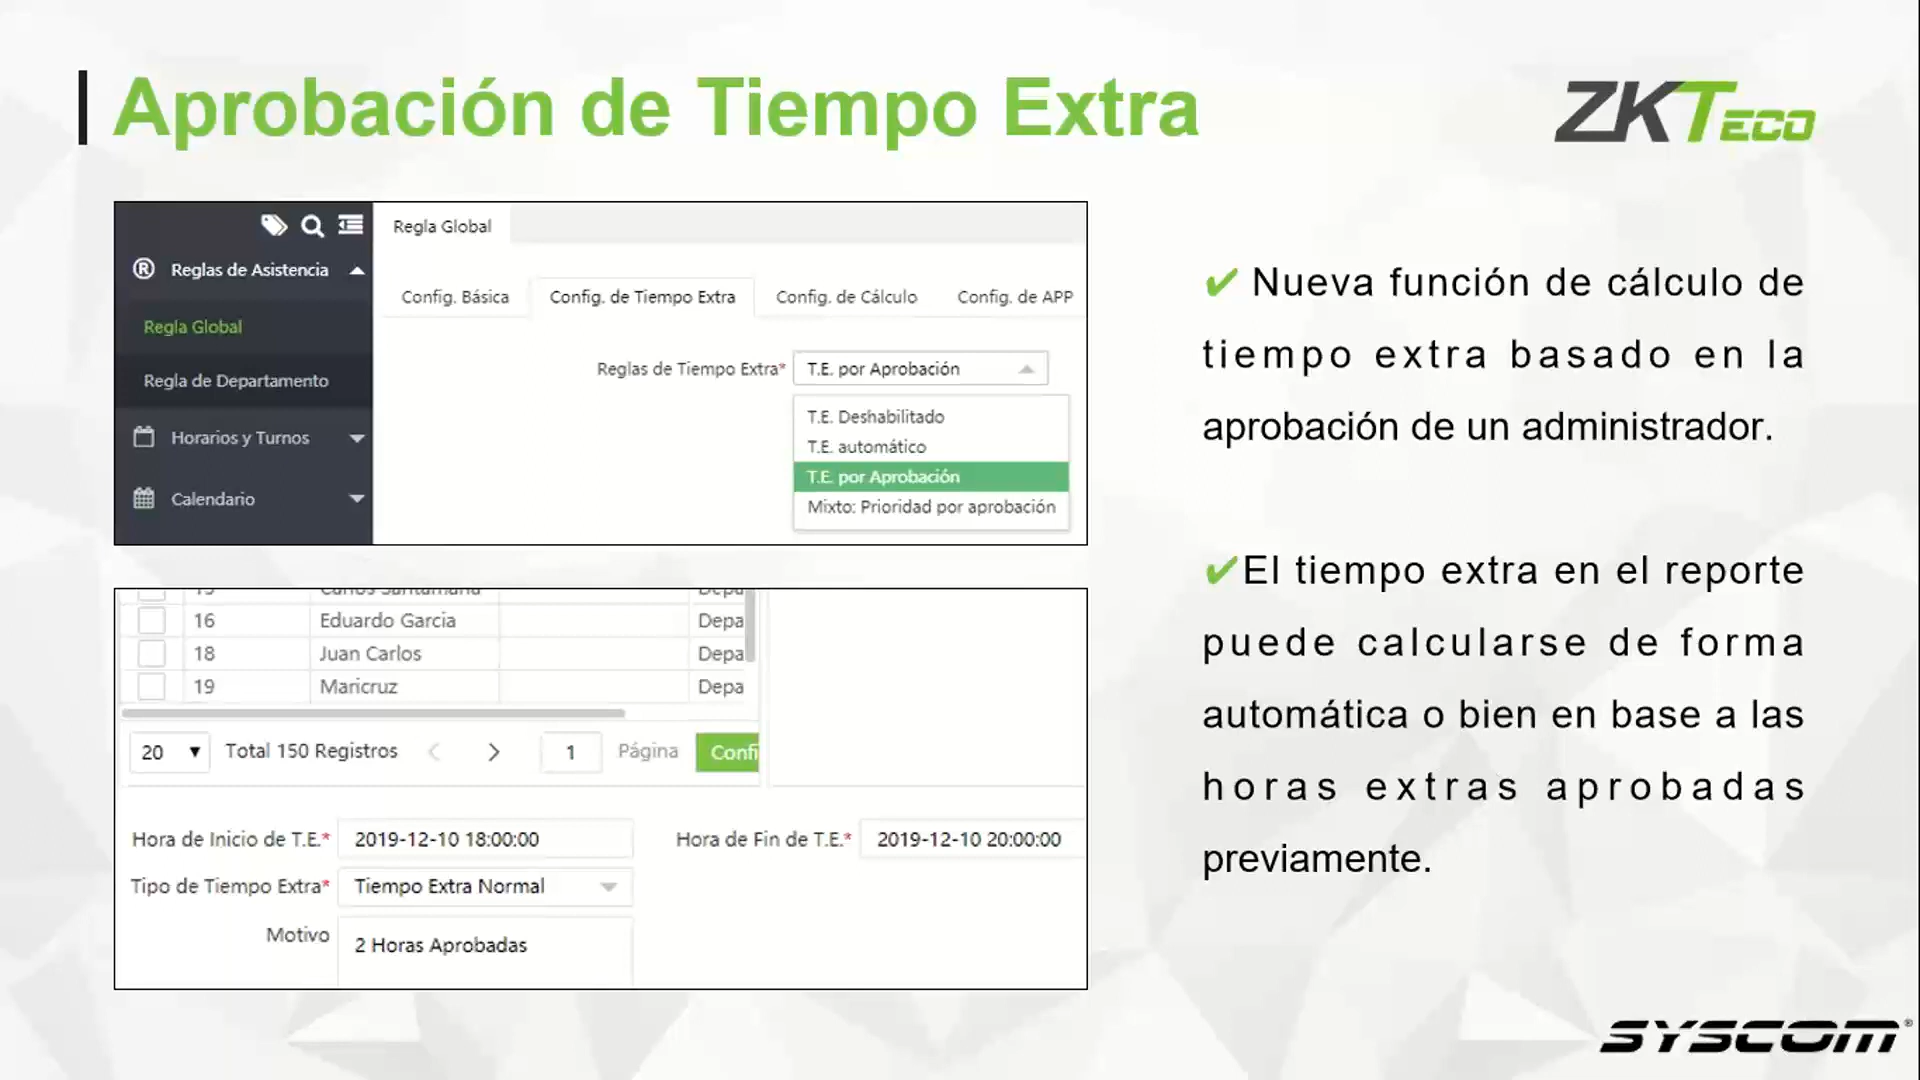 Aprobación de Tiempo Extra
ZKTECO
Regla Global
Reglas de Asistencia
Regla Global
Regla de Departamento
Horarios y Turnos
Calendario
Config. Básica
Config. de Tiempo Extra
Config. de Cálculo
Config. de APP
Reglas de Tiempo Extra*
T.E. por Aprobación
T.E. Deshabilitado
T.E. automático
T.E. por Aprobación
Mixto: Prioridad por aprobación
✔ Nueva función de cálculo de
tiempo extra basado en la
aprobación de un administrador.
✔El tiempo extra en el reporte
puede calcularse de forma
automática o bien en base a las
horas extras aprobadas
previamente.
16 Eduardo Garcia Depa
18 Juan Carlos Depa
19 Maricruz Depa
20 ▼ Total 150 Registros < > 1 Página Confi
Hora de Inicio de T.E.* 2019-12-10 18:00:00 Hora de Fin de T.E.* 2019-12-10 20:00:00
Tipo de Tiempo Extra* Tiempo Extra Normal
Motivo 2 Horas Aprobadas
SYSCOM®